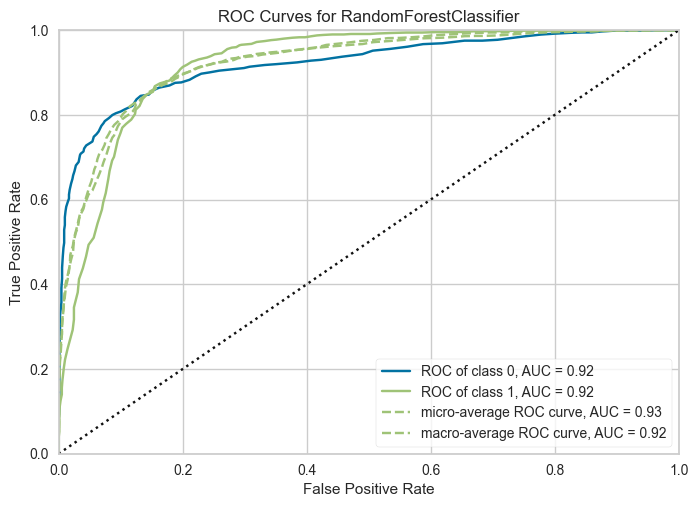 ROC Curves for RandomForestClassifier
True Positive Rate
1.0
0.8
0.6
0.4
0.2
0.0
ROC of class 0, AUC = 0.92
ROC of class 1, AUC = 0.92
micro-average ROC curve, AUC = 0.93
macro-average ROC curve, AUC = 0.92
0.0 0.2 0.4 0.6 0.8 1.0
False Positive Rate